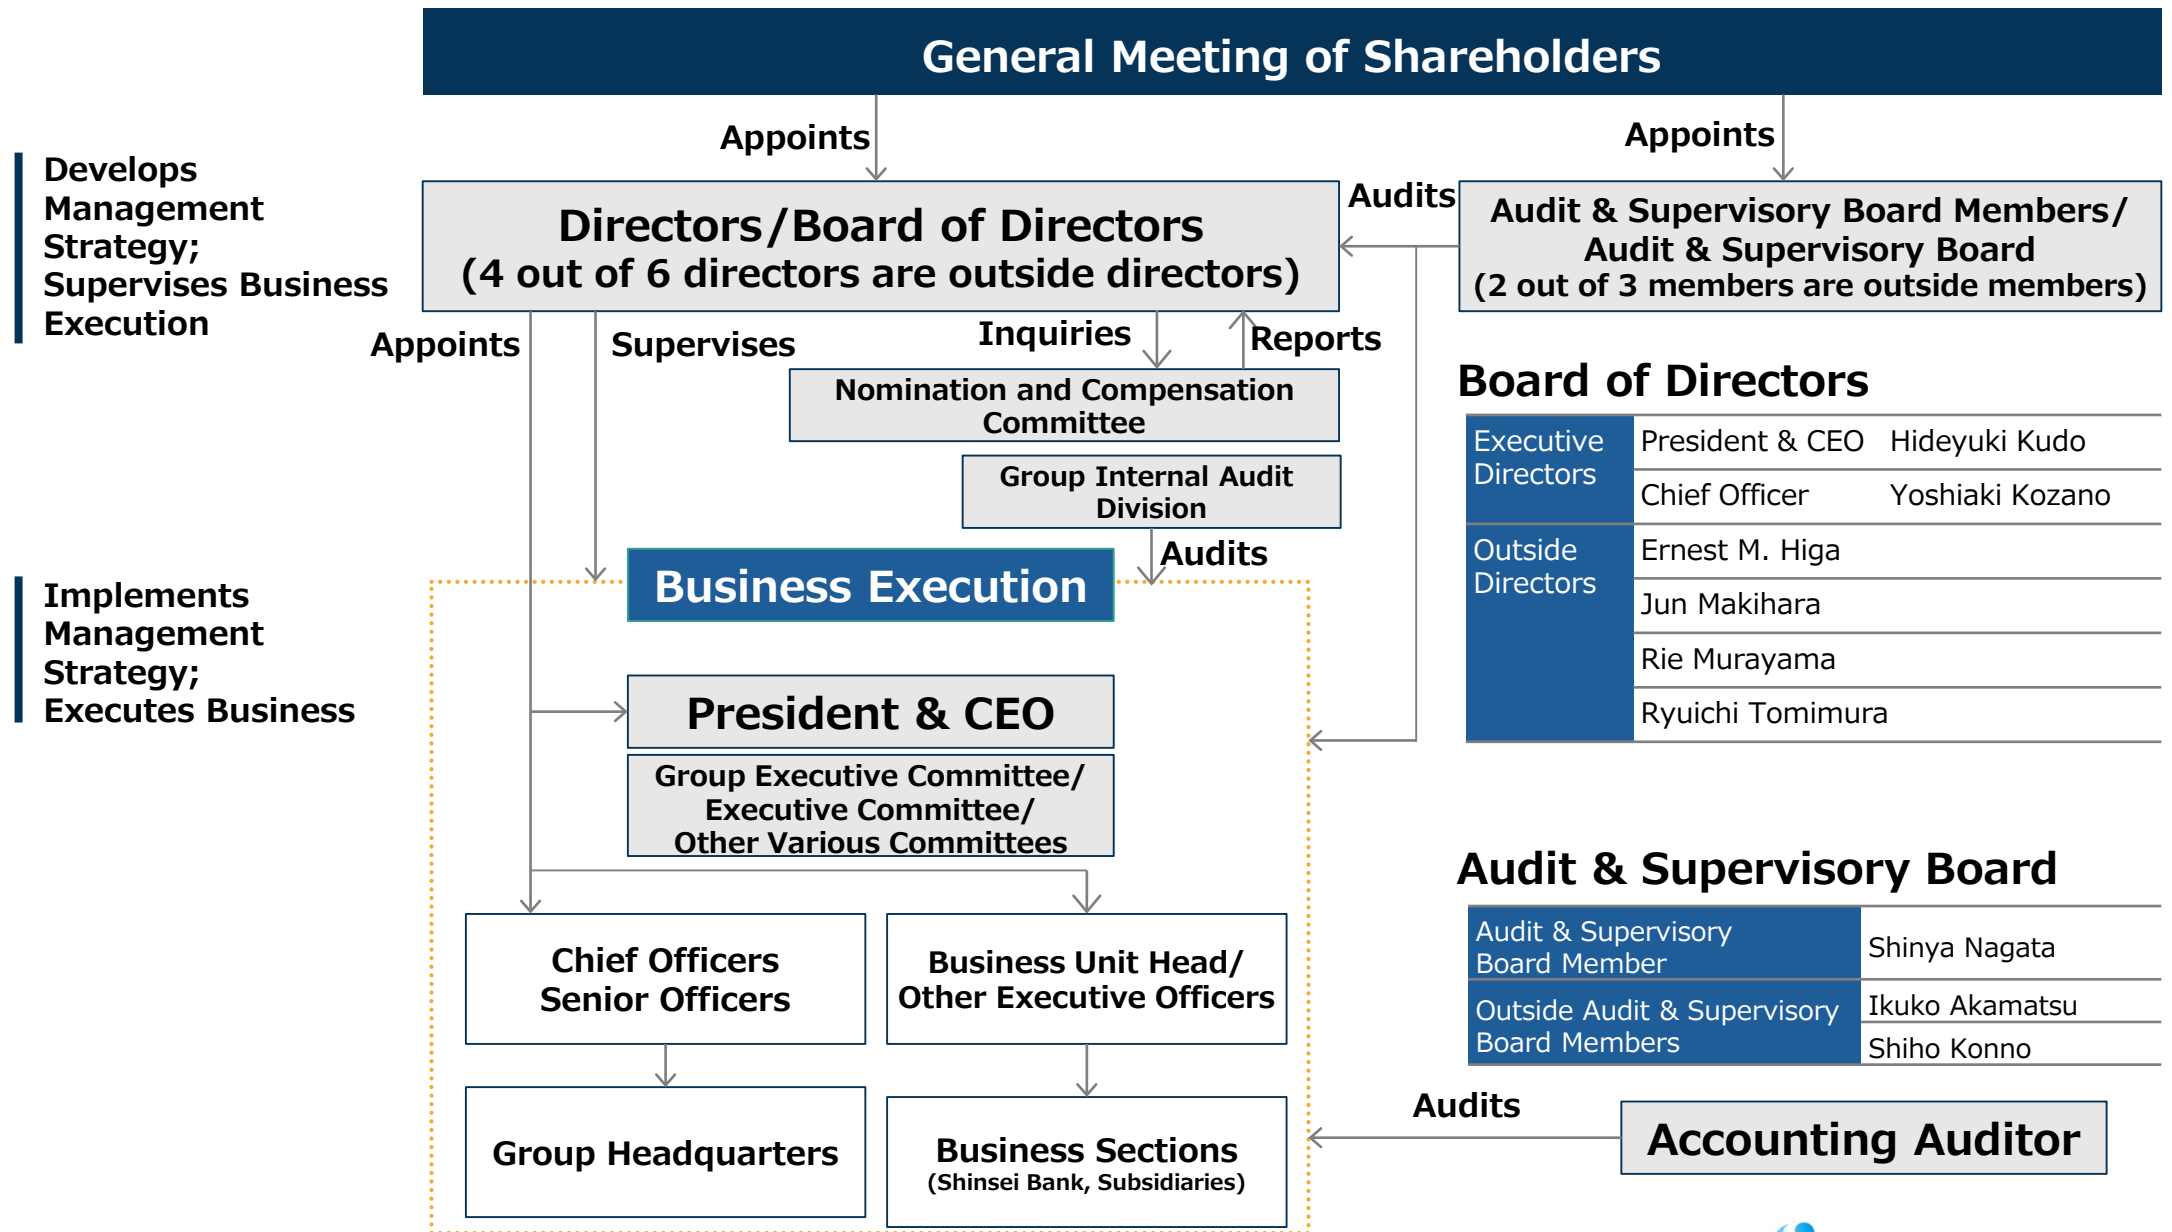 General Meeting of Shareholders
Appoints
Appoints
Develops
Management
Strategy;
Supervises Business
Execution
Directors/Board of Directors
(4 out of 6 directors are outside directors)
Audits
Audit & Supervisory Board Members/
Audit & Supervisory Board
(2 out of 3 members are outside members)
Appoints
Supervises
Inquiries
Reports
Nomination and Compensation
Committee
Group Internal Audit
Division
Audits
Board of Directors
Executive
Directors
President & CEO Hideyuki Kudo
Chief Officer Yoshiaki Kozano
Outside
Directors
Ernest M. Higa
Jun Makihara
Rie Murayama
Ryuichi Tomimura
Implements
Management
Strategy;
Executes Business
Business Execution
President & CEO
Group Executive Committee/
Executive Committee/
Other Various Committees
Chief Officers
Senior Officers
Business Unit Head/
Other Executive Officers
Group Headquarters
Business Sections
(Shinsei Bank, Subsidiaries)
Audit & Supervisory Board
Audit & Supervisory
Board Member
Shinya Nagata
Outside Audit & Supervisory
Board Members
Ikuko Akamatsu
Shiho Konno
Audits
Accounting Auditor